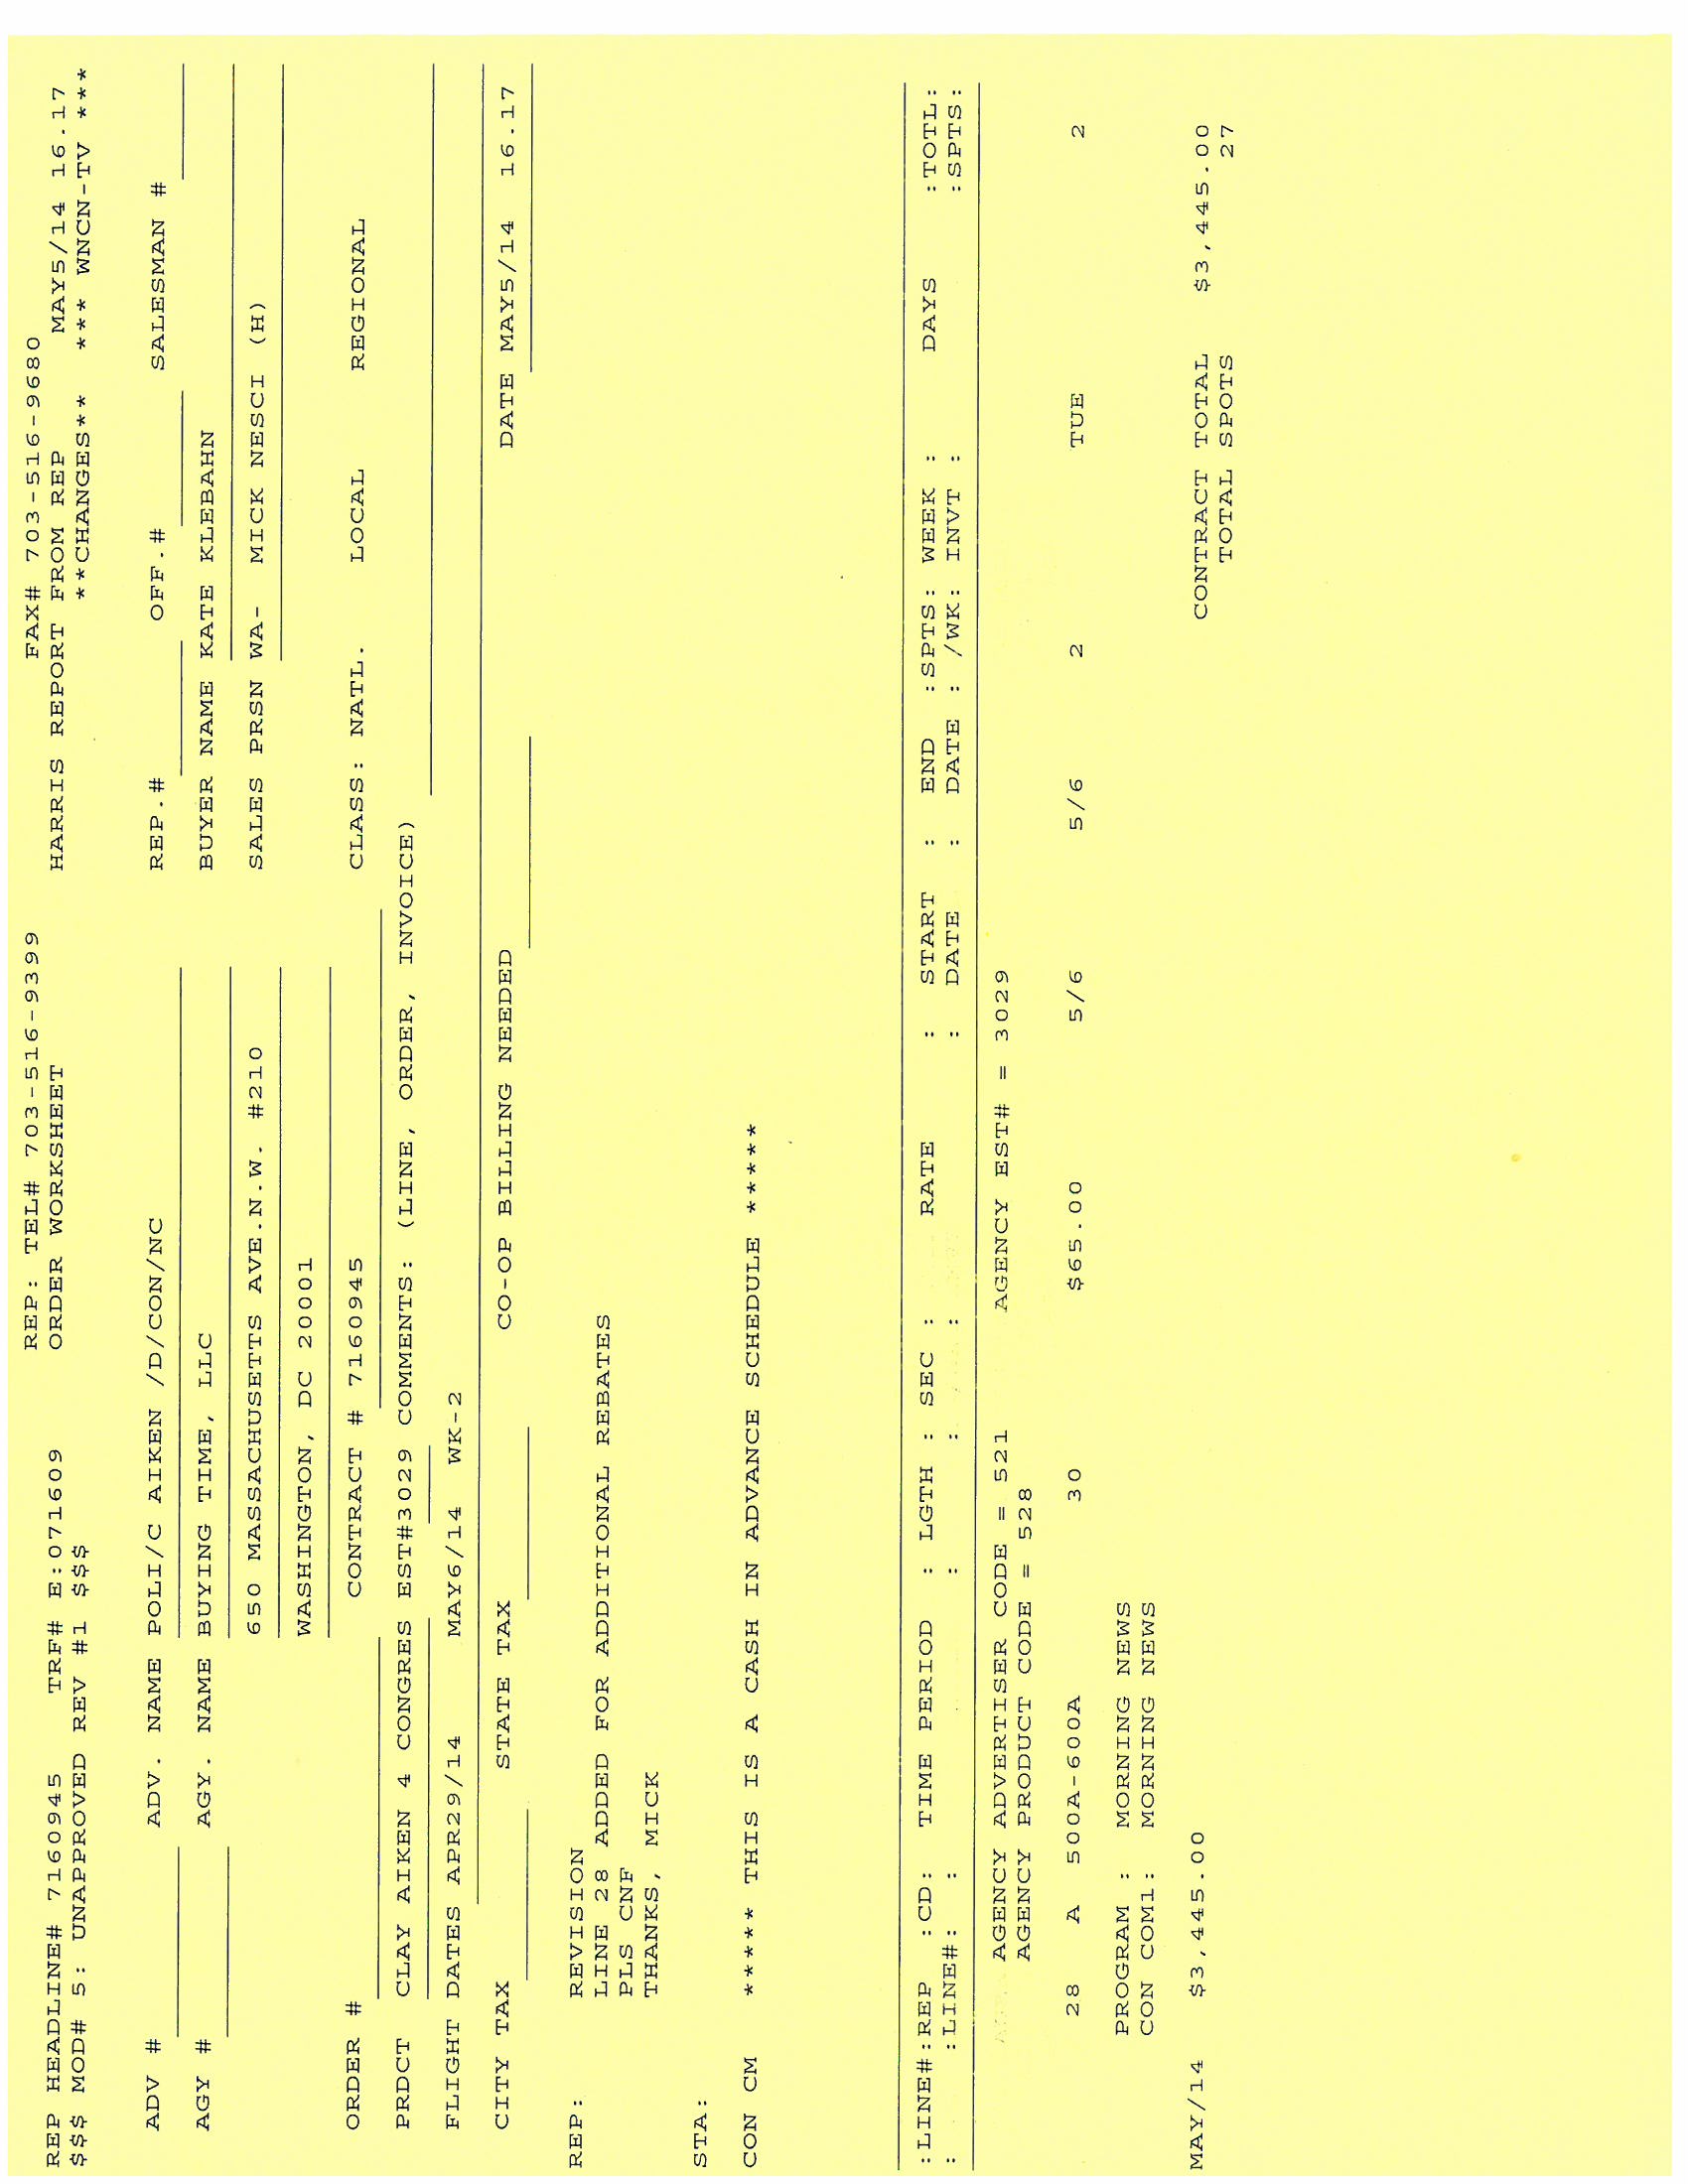 REP: TEL# 703-516-9399 FAX# 703-516-9680
REP HEADLINE# 7160945 TRF# E:071609 ORDER WORKSHEET HARRIS REPORT FROM REP MAY5/14 16.17
$$$ MOD# 5: UNAPPROVED REV #1 $$$ **CHANGES** *** WNCN-TV ***
ADV # ADV. NAME POLI/C AIKEN /D/CON/NC REP.# OFF.# SALESMAN #
AGY # AGY. NAME BUYING TIME, LLC BUYER NAME KATE KLEBAHN
650 MASSACHUSETTS AVE.N.W. #210 SALES PRSN WA- MICK NESCI (H)
WASHINGTON, DC 20001
ORDER # CONTRACT # 7160945 CLASS: NATL. LOCAL REGIONAL
PRDCT CLAY AIKEN 4 CONGRES EST#3029 COMMENTS: (LINE, ORDER, INVOICE)
FLIGHT DATES APR29/14 MAY6/14 WK-2
CITY TAX STATE TAX CO-OP BILLING NEEDED DATE MAY5/14 16.17
REP: REVISION
LINE 28 ADDED FOR ADDITIONAL REBATES
PLS CNF
THANKS, MICK
STA:
CON CM ***** THIS IS A CASH IN ADVANCE SCHEDULE *****
:LINE#:REP :CD: TIME PERIOD : LGTH : SEC : RATE : START : END :SPTS: WEEK : DAYS :TOTL:
: :LINE#: : : : : : DATE : DATE : /WK: INVT : :SPTS:
AGENCY ADVERTISER CODE = 521 AGENCY EST# = 3029
AGENCY PRODUCT CODE = 528
28 A 500A-600A 30 $65.00 5/6 5/6 2 TUE 2
PROGRAM : MORNING NEWS
CON COM1: MORNING NEWS
MAY/14 $3,445.00 CONTRACT TOTAL $3,445.00
TOTAL SPOTS 27